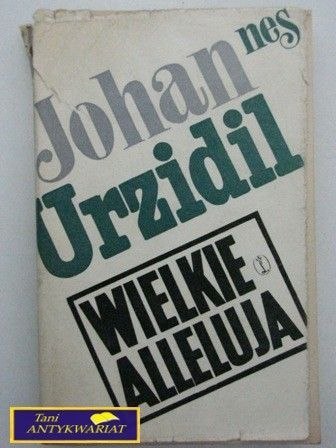 Johan
nes
Urzidil
WIELKIE
ALLELUJA
Tani
ANTYKWARIAT